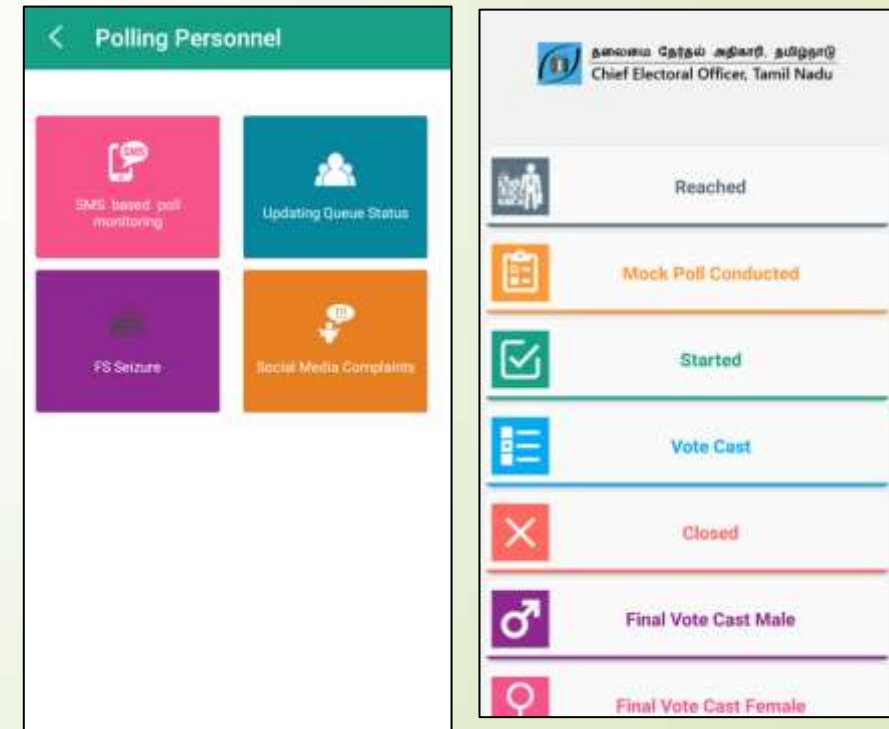 Polling Personnel
SMS
SMS based poll
monitoring
Updating Queue Status
FS Seizure
Social Media Complaints
தலைமை தேர்தல் அதிகாரி, தமிழ்நாடு
Chief Electoral Officer, Tamil Nadu
Reached
Mock Poll Conducted
Started
Vote Cast
Closed
Final Vote Cast Male
Final Vote Cast Female